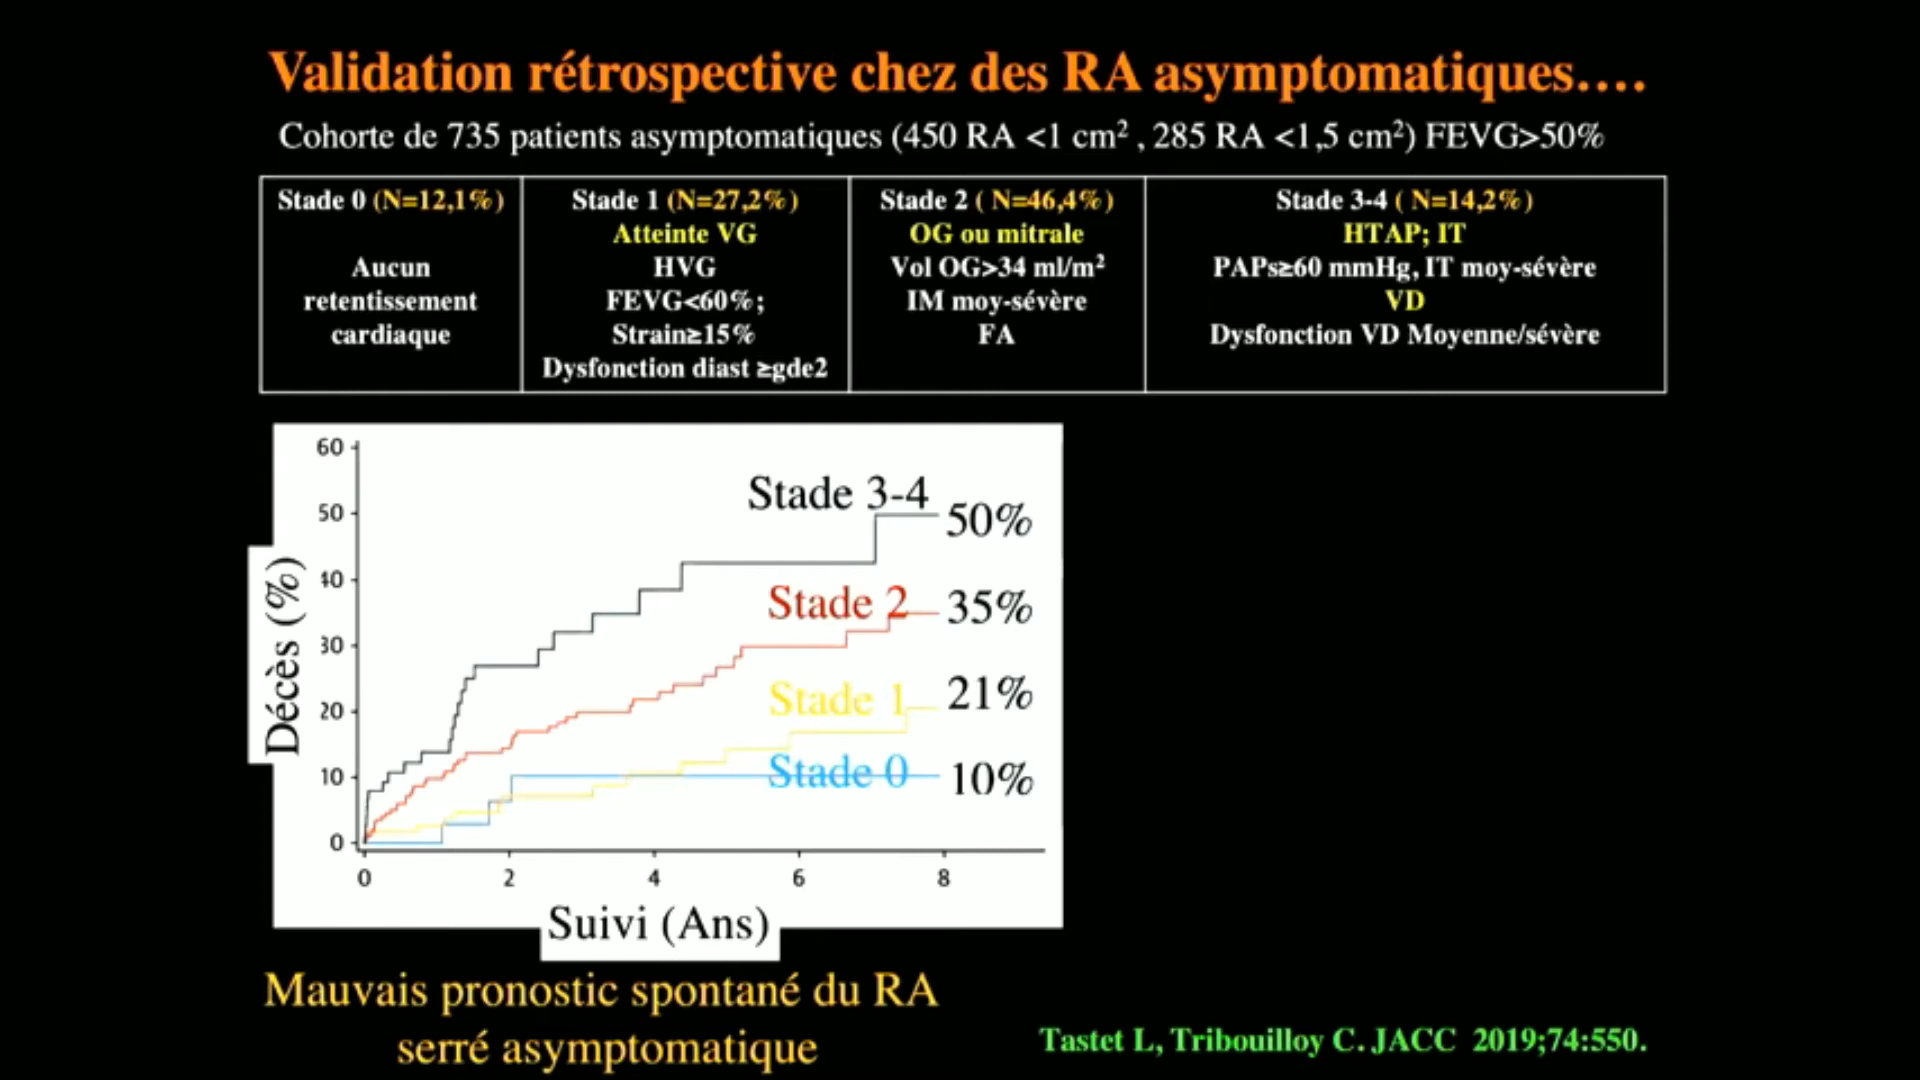 Validation rétrospective chez des RA asymptomatiques....
Cohorte de 735 patients asymptomatiques (450 RA <1 cm² , 285 RA <1,5 cm²) FEVG>50%
Stade 0 (N=12,1%)
Aucun
retentissement
cardiaque
Stade 1 (N=27,2%)
Atteinte VG
HVG
FEVG<60%;
Strain≥15%
Dysfonction diast ≥gde2
Stade 2 ( N=46,4%)
OG ou mitrale
Vol OG>34 ml/m²
IM moy-sévère
FA
Stade 3-4 ( N=14,2%)
HTAP; IT
PAPs≥60 mmHg, IT moy-sévère
VD
Dysfonction VD Moyenne/sévère
60
50
40
30
20
10
0
Décès (%)
Stade 3-4 50%
Stade 2 35%
Stade 1 21%
Stade 0 10%
0 2 4 6 8
Suivi (Ans)
Mauvais pronostic spontané du RA
serré asymptomatique
Tastet L, Tribouilloy C. JACC 2019;74:550.